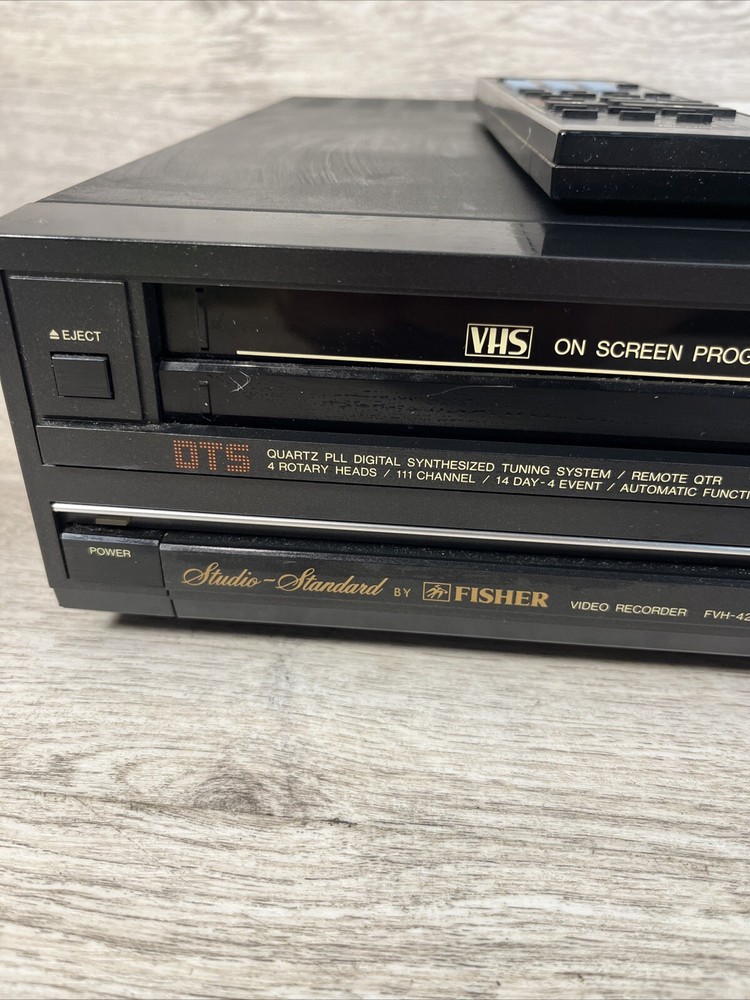 ⏏ EJECT
VHS ON SCREEN PROG
DTS
QUARTZ PLL DIGITAL SYNTHESIZED TUNING SYSTEM / REMOTE QTR
4 ROTARY HEADS / 111 CHANNEL / 14 DAY-4 EVENT / AUTOMATIC FUNCTI
POWER
Studio-Standard BY FISHER VIDEO RECORDER FVH-42